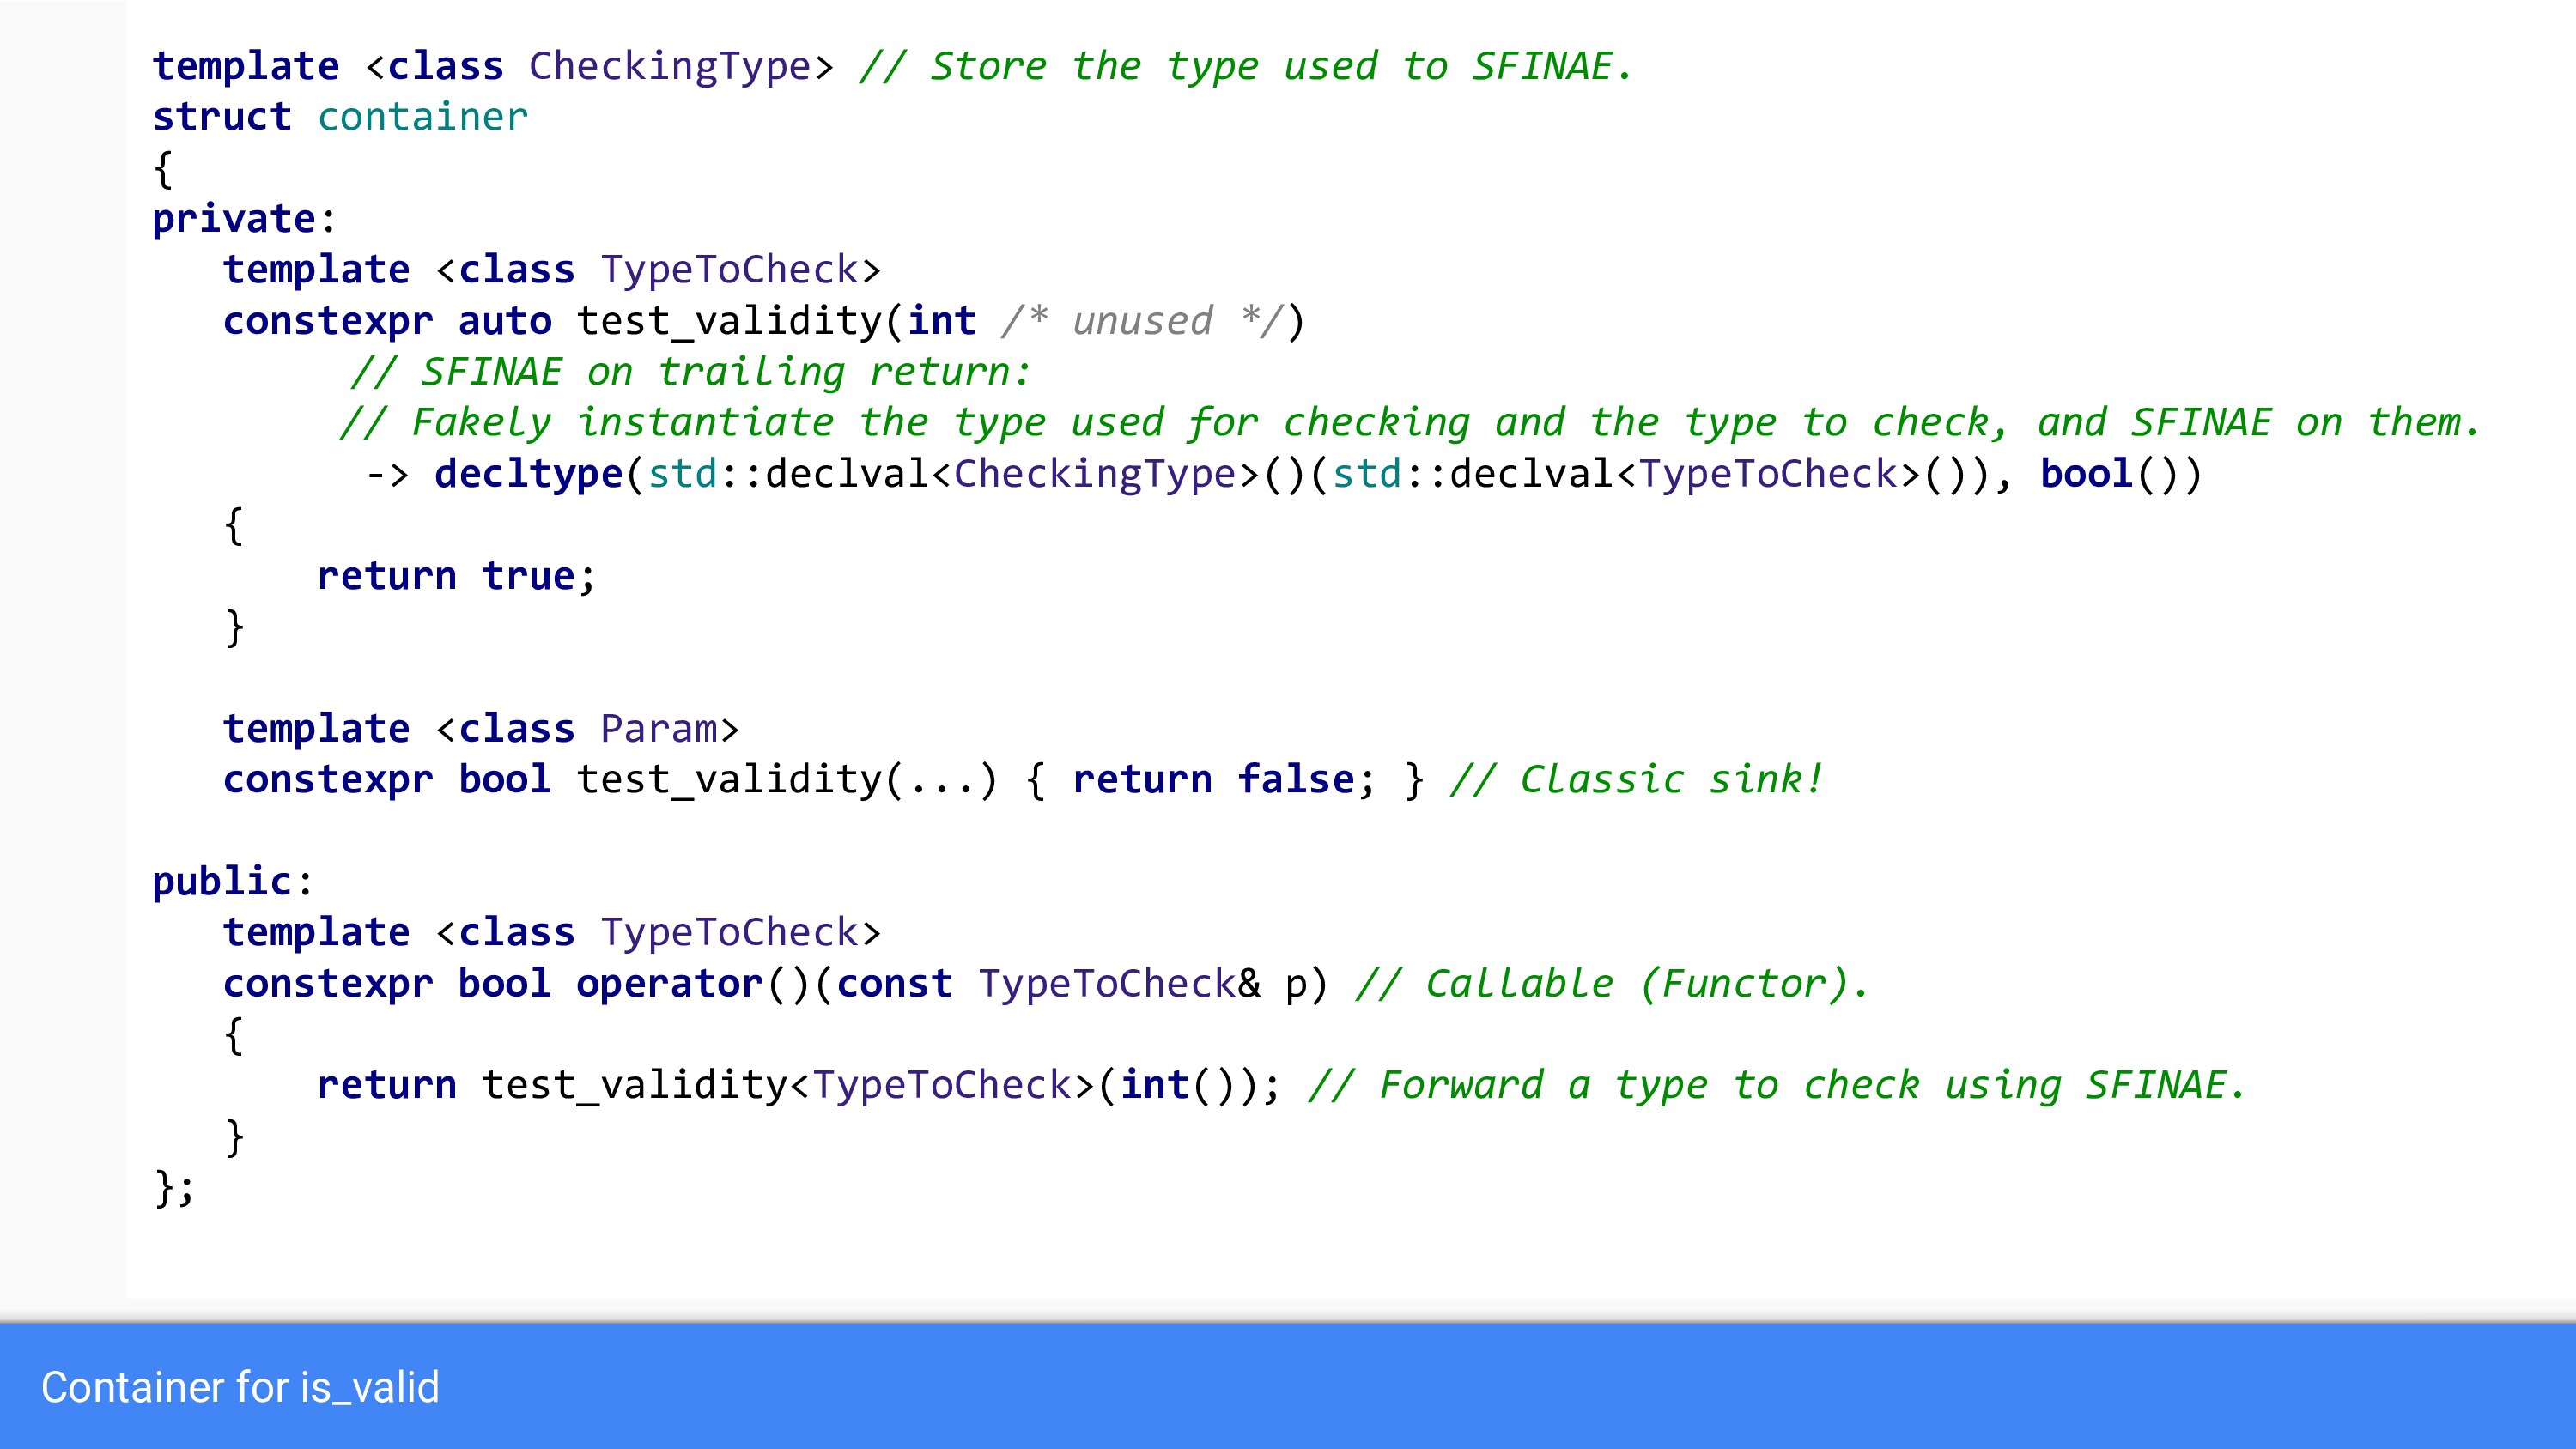 template <class CheckingType> // Store the type used to SFINAE.
struct container
{
private:
   template <class TypeToCheck>
   constexpr auto test_validity(int /* unused */)
         // SFINAE on trailing return:
         // Fakely instantiate the type used for checking and the type to check, and SFINAE on them.
         -> decltype(std::declval<CheckingType>()(std::declval<TypeToCheck>()), bool())
   {
       return true;
   }

   template <class Param>
   constexpr bool test_validity(...) { return false; } // Classic sink!

public:
   template <class TypeToCheck>
   constexpr bool operator()(const TypeToCheck& p) // Callable (Functor).
   {
       return test_validity<TypeToCheck>(int()); // Forward a type to check using SFINAE.
   }
};
Container for is_valid